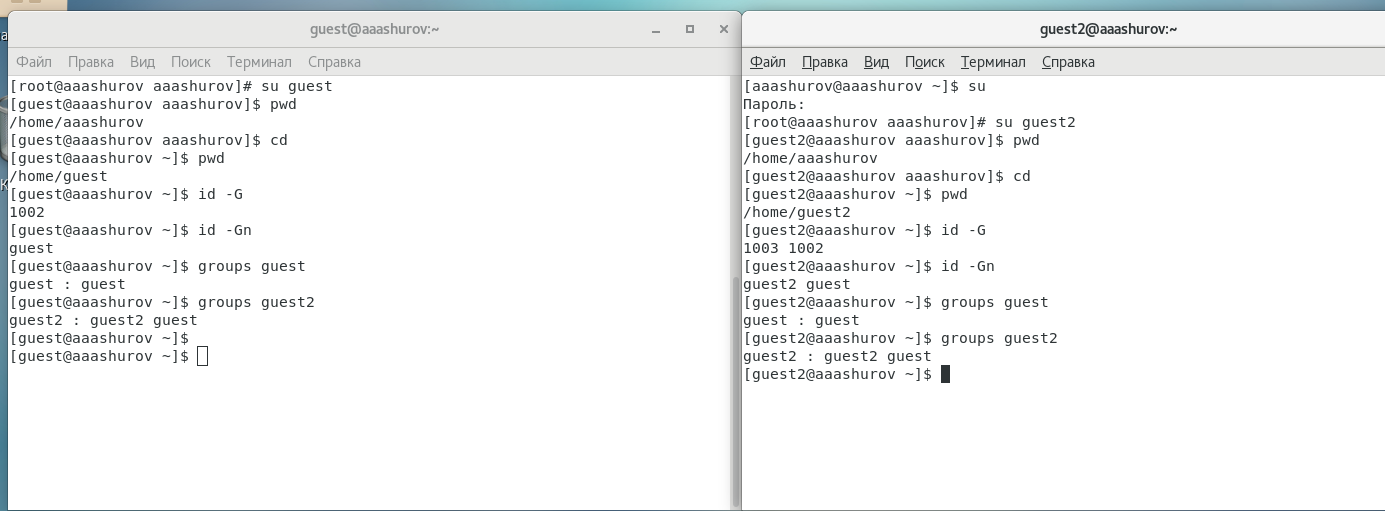 guest@aaashurov:~
Файл Правка Вид Поиск Терминал Справка
[root@aaashurov aaashurov]# su guest
[guest@aaashurov aaashurov]$ pwd
/home/aaashurov
[guest@aaashurov aaashurov]$ cd
[guest@aaashurov ~]$ pwd
/home/guest
[guest@aaashurov ~]$ id -G
1002
[guest@aaashurov ~]$ id -Gn
guest
[guest@aaashurov ~]$ groups guest
guest : guest
[guest@aaashurov ~]$ groups guest2
guest2 : guest2 guest
[guest@aaashurov ~]$
[guest@aaashurov ~]$
guest2@aaashurov:~
Файл Правка Вид Поиск Терминал Справка
[aaashurov@aaashurov ~]$ su
Пароль:
[root@aaashurov aaashurov]# su guest2
[guest2@aaashurov aaashurov]$ pwd
/home/aaashurov
[guest2@aaashurov aaashurov]$ cd
[guest2@aaashurov ~]$ pwd
/home/guest2
[guest2@aaashurov ~]$ id -G
1003 1002
[guest2@aaashurov ~]$ id -Gn
guest2 guest
[guest2@aaashurov ~]$ groups guest
guest : guest
[guest2@aaashurov ~]$ groups guest2
guest2 : guest2 guest
[guest2@aaashurov ~]$